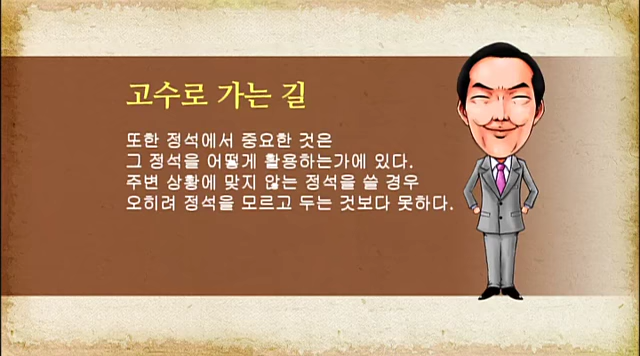 고수로 가는 길
또한 정석에서 중요한 것은
그 정석을 어떻게 활용하는가에 있다.
주변 상황에 맞지 않는 정석을 쓸 경우
오히려 정석을 모르고 두는 것보다 못하다.